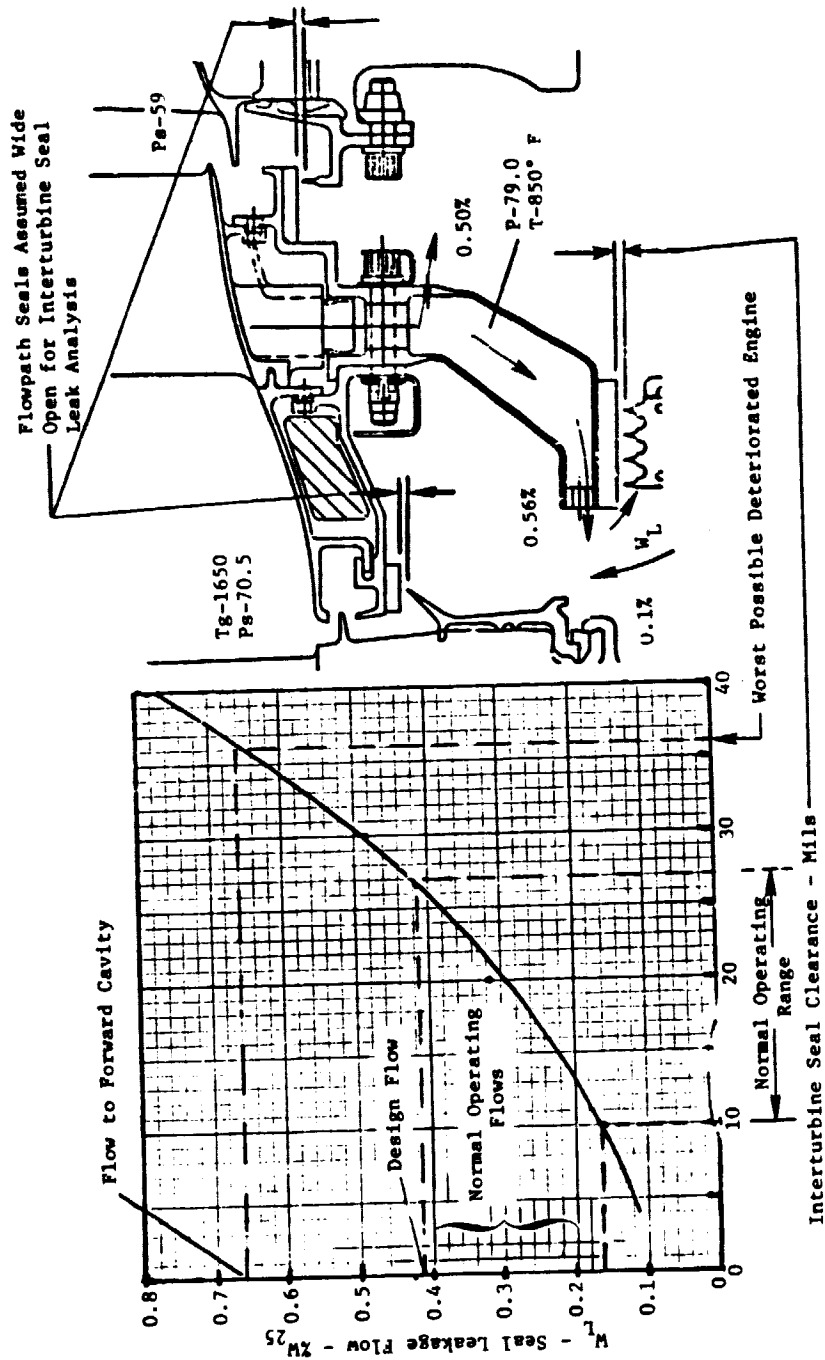 Flowpath Seals Assumed Wide
Open for Interturbine Seal
Leak Analysis
Ps-59
Tg-1650
Ps-70.5
0.50%
P-79.0
T-850° F
0.56%
W_L
0.1%
Flow to Forward Cavity
Design Flow
Normal Operating
Flows
W_L - Seal Leakage Flow - %W_25
0.8
0.7
0.6
0.5
0.4
0.3
0.2
0.1
0
0
10
20
30
40
Normal Operating
Range
Worst Possible Deteriorated Engine
Interturbine Seal Clearance - Mils